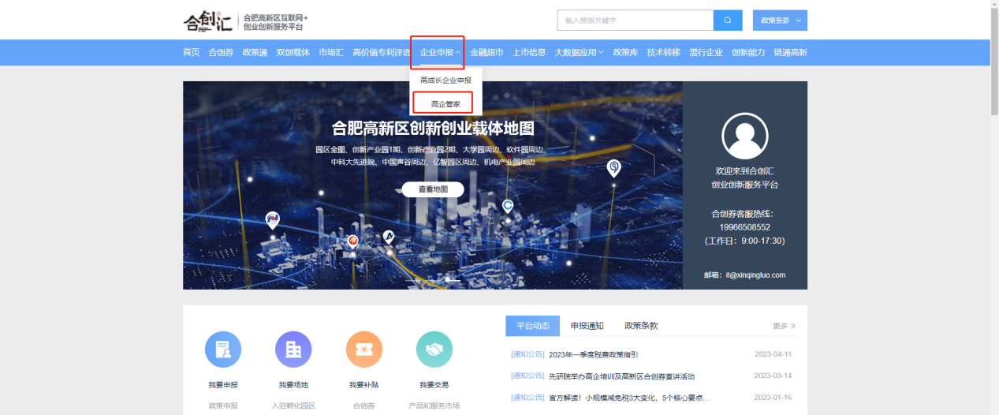 合创汇
合肥高新区互联网+
创业创新服务平台
输入搜索关键字
政策条款
首页 合创券 政策通 双创载体 市场汇 高价值专利评选 企业申报 金融超市 上市信息 大数据应用 政策库 技术转移 潜行企业 创新能力 链通高新
高成长企业申报
高企管家
合肥高新区创新创业载体地图
园区全图、创新产业园1期、创新产业园2期、大学园周边、软件园周边、
中科大先进院、中国声谷周边、亿智园区周边、机电产业园周边
查看地图
欢迎来到合创汇
创业创新服务平台
合创券客服热线：
19966508552
(工作日：9:00-17:30）
邮箱：it@xinqingluo.com
我要申报 我要场地 我要补贴 我要交易
政策申报 入驻孵化园区 合创券 产品和服务市场
平台动态 申报通知 政策条款 更多
[通知公告] 2023年一季度税费政策指引 2023-04-11
[通知公告] 先研院举办高企培训及高新区合创券宣讲活动 2023-03-14
[通知公告] 官方解读！小规模减免税3大变化，5个核心要点... 2023-01-16